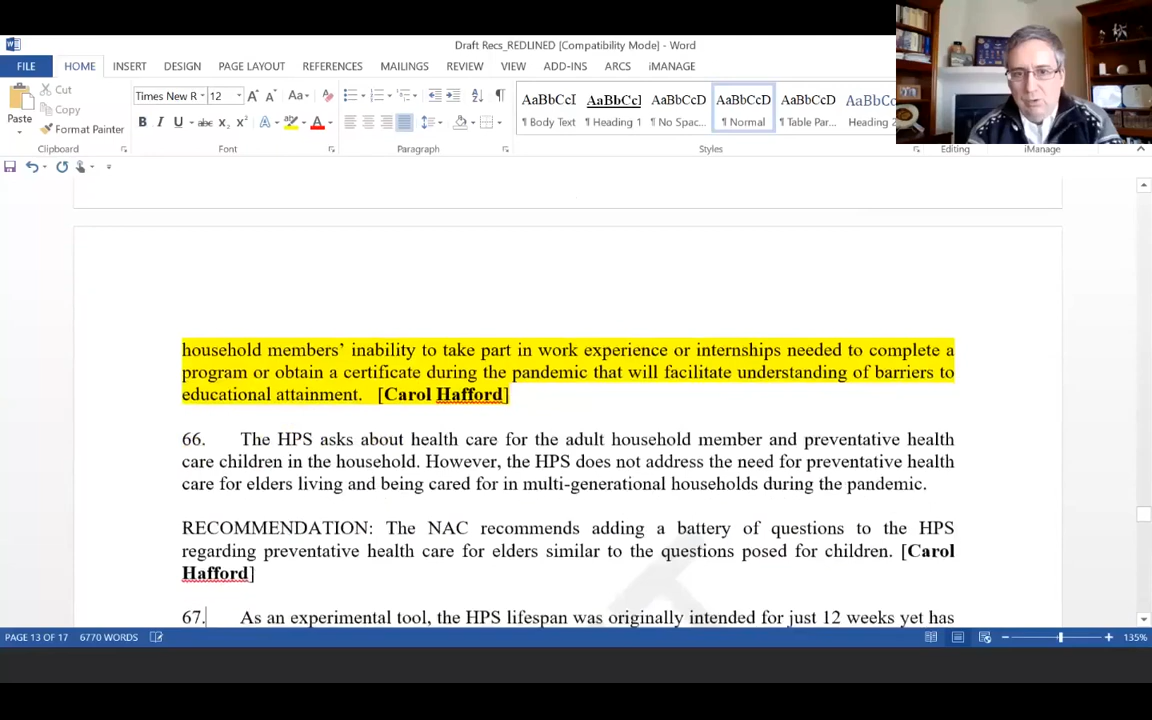 Draft Recs_REDLINED [Compatibility Mode] - Word
FILE HOME INSERT DESIGN PAGE LAYOUT REFERENCES MAILINGS REVIEW VIEW ADD-INS ARCS iMANAGE
Paste Cut
Copy
Format Painter
Times New R 12
AaBbCcI AaBbCcI AaBbCcD AaBbCcD AaBbCcD AaBbCc
¶ Body Text ¶ Heading 1 ¶ No Spac... ¶ Normal ¶ Table Par... Heading 2
Clipboard Font Paragraph Styles Editing iManage
household members’ inability to take part in work experience or internships needed to complete a
program or obtain a certificate during the pandemic that will facilitate understanding of barriers to
educational attainment. [Carol Hafford]
66. The HPS asks about health care for the adult household member and preventative health
care children in the household. However, the HPS does not address the need for preventative health
care for elders living and being cared for in multi-generational households during the pandemic.
RECOMMENDATION: The NAC recommends adding a battery of questions to the HPS
regarding preventative health care for elders similar to the questions posed for children. [Carol
Hafford]
67. As an experimental tool, the HPS lifespan was originally intended for just 12 weeks yet has
PAGE 13 OF 17 6770 WORDS 135%